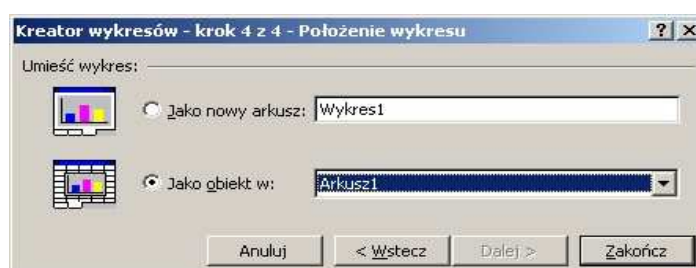 Kreator wykresów - krok 4 z 4 - Położenie wykresu
Umieść wykres:
Jako nowy arkusz: Wykres1
Jako obiekt w: Arkusz1
Anuluj < Wstecz Dalej > Zakończ